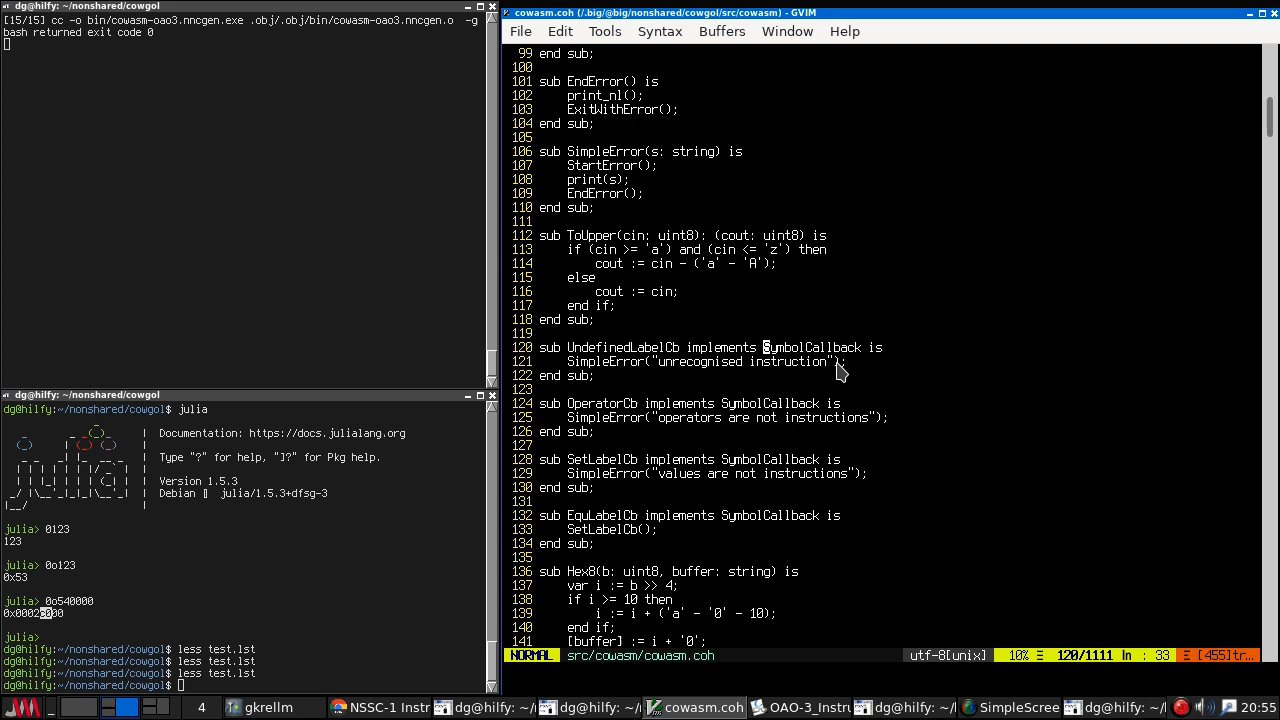 dg@hilfy: ~/nonshared/cowgol
[15/15] cc : bin/cowasm-oao3.nncgen.exe .obj/.obj/bin/cowasm-oao3.nncgen.o -g
barf returned exit code 0
dg@hilfy: ~/nonshared/cowgol
dg@hilfy:~/nonshared/cowgol$ julia
Documentation: https://docs.julialang.org
Type "?" for help, "]?" for Pkg help.
Version 1.5.3
Debian julia/1.5.3+dfsg-3
julia> 0123
123
julia> 0o123
0x53
julia> 0o540000
julia>
dg@hilfy:~/nonshared/cowgol$ less test.lst
dg@hilfy:~/nonshared/cowgol$ less test.lst
dg@hilfy:~/nonshared/cowgol$ less test.lst
dg@hilfy:~/nonshared/cowgol$
cowasm.coh (/.big/@big/nonshared/cowgol/src/cowasm) - GVIM
File Edit Tools Syntax Buffers Window Help
99 end sub;
100
101 sub EndError() is
102 print_nl();
103 ExitWithError();
104 end sub;
105
106 sub SimpleError(s: string) is
107 StartError();
108 print(s);
109 EndError();
110 end sub;
111
112 sub ToUpper(cin: uint8): (cout: uint8) is
113 if (cin >= 'a') and (cin <= 'z') then
114 cout := cin - ('a' - 'A');
115 else
116 cout := cin;
117 end if;
118 end sub;
119
120 sub UndefinedLabelCb implements SymbolCallback is
121 SimpleError("unrecognised instruction");
122 end sub;
123
124 sub OperatorCb implements SymbolCallback is
125 SimpleError("operators are not instructions");
126 end sub;
127
128 sub SetLabelCb implements SymbolCallback is
129 SimpleError("values are not instructions");
130 end sub;
131
132 sub EquLabelCb implements SymbolCallback is
133 SetLabelCb();
134 end sub;
135
136 sub Hex8(b: uint8, buffer: string) is
137 var i := b >> 4;
138 if i >= 10 then
139 i := i + ('a' - '0' - 10);
140 end if;
141 [buffer] := i + '0';
NORMAL src/cowasm/cowasm.coh utf-8[unix] 10% 120/1111 ln : 33 [455]tr…
4 gkrellm NSSC-1 Instr dg@hilfy: ~/ dg@hilfy: ~/ cowasm.coh OAO-3_Instru dg@hilfy: ~/ SimpleScree dg@hilfy: ~/ 20:55